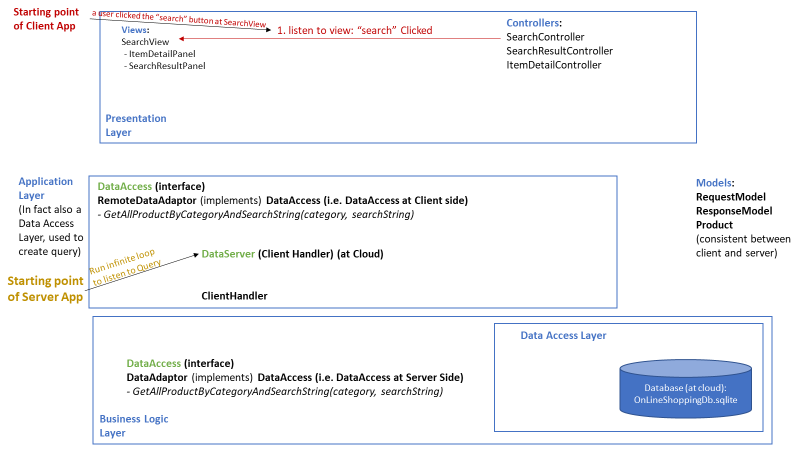 Starting point
of Client App
a user clicked the “search” button at SearchView
1. listen to view: “search” Clicked
Views:
SearchView
- ItemDetailPanel
- SearchResultPanel
Controllers:
SearchController
SearchResultController
ItemDetailController
Presentation
Layer
Application
Layer
(In fact also a
Data Access
Layer, used to
create query)
DataAccess (interface)
RemoteDataAdaptor (implements) DataAccess (i.e. DataAccess at Client side)
- GetAllProductByCategoryAndSearchString(category, searchString)
Models:
RequestModel
ResponseModel
Product
(consistent between
client and server)
Starting point
of Server App
Run infinite loop
to listen to Query
DataServer (Client Handler) (at Cloud)
ClientHandler
DataAccess (interface)
DataAdaptor (implements) DataAccess (i.e. DataAccess at Server Side)
- GetAllProductByCategoryAndSearchString(category, searchString)
Business Logic
Layer
Data Access Layer
Database (at cloud):
OnLineShoppingDb.sqlite